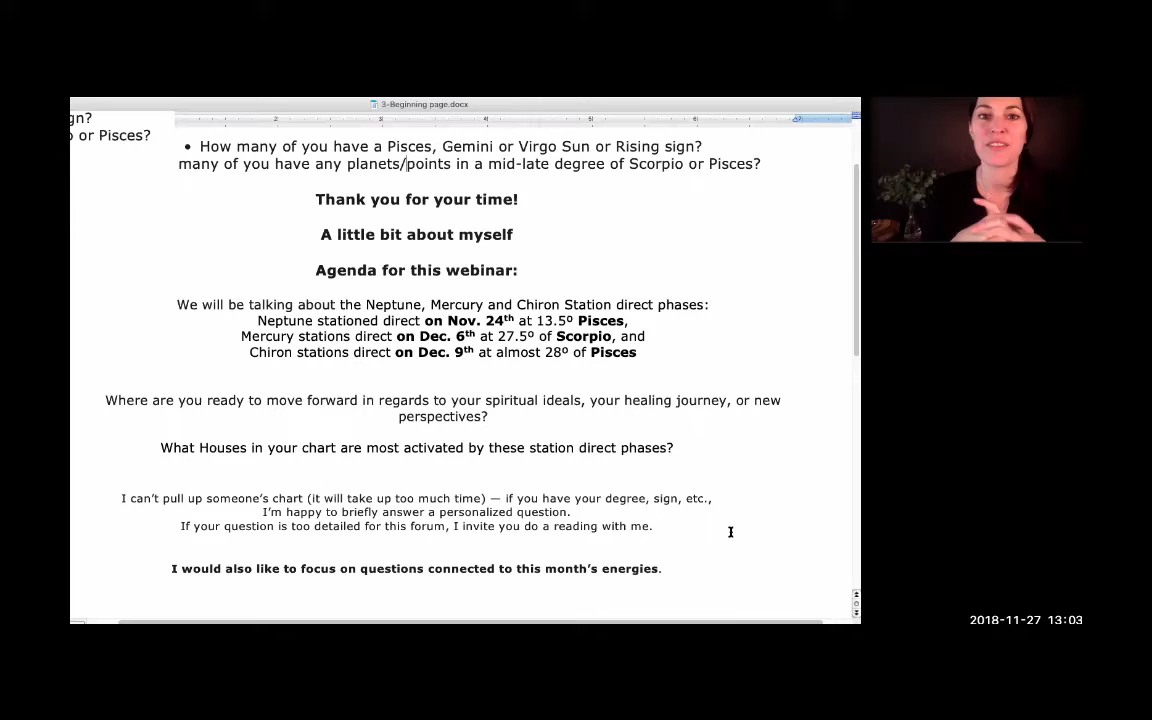 3-Beginning page.docx
gn?
o or Pisces?
2 3 4 5 6 7
• How many of you have a Pisces, Gemini or Virgo Sun or Rising sign?
many of you have any planets/points in a mid-late degree of Scorpio or Pisces?
Thank you for your time!
A little bit about myself
Agenda for this webinar:
We will be talking about the Neptune, Mercury and Chiron Station direct phases:
Neptune stationed direct on Nov. 24th at 13.5º Pisces,
Mercury stations direct on Dec. 6th at 27.5º of Scorpio, and
Chiron stations direct on Dec. 9th at almost 28º of Pisces
Where are you ready to move forward in regards to your spiritual ideals, your healing journey, or new
perspectives?
What Houses in your chart are most activated by these station direct phases?
I can’t pull up someone’s chart (it will take up too much time) — if you have your degree, sign, etc.,
I’m happy to briefly answer a personalized question.
If your question is too detailed for this forum, I invite you do a reading with me.
I would also like to focus on questions connected to this month’s energies.
2018-11-27 13:03